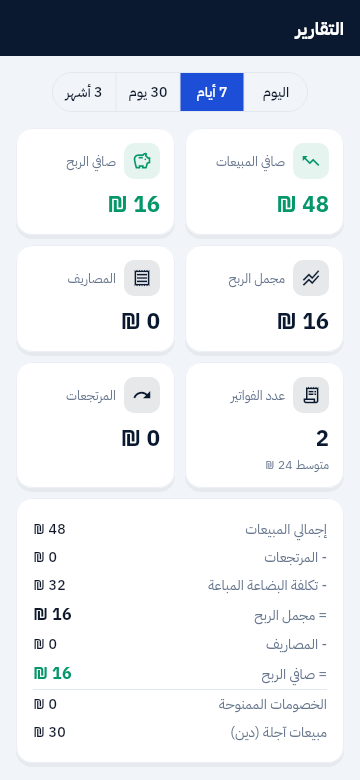 التقارير
اليوم
7 أيام
30 يوم
3 أشهر
صافي المبيعات
₪ 48
صافي الربح
₪ 16
مجمل الربح
₪ 16
المصاريف
₪ 0
عدد الفواتير
2
متوسط 24 ₪
المرتجعات
₪ 0
إجمالي المبيعات ₪ 48
- المرتجعات ₪ 0
- تكلفة البضاعة المباعة ₪ 32
= مجمل الربح ₪ 16
- المصاريف ₪ 0
= صافي الربح ₪ 16
الخصومات الممنوحة ₪ 0
مبيعات آجلة (دين) ₪ 30